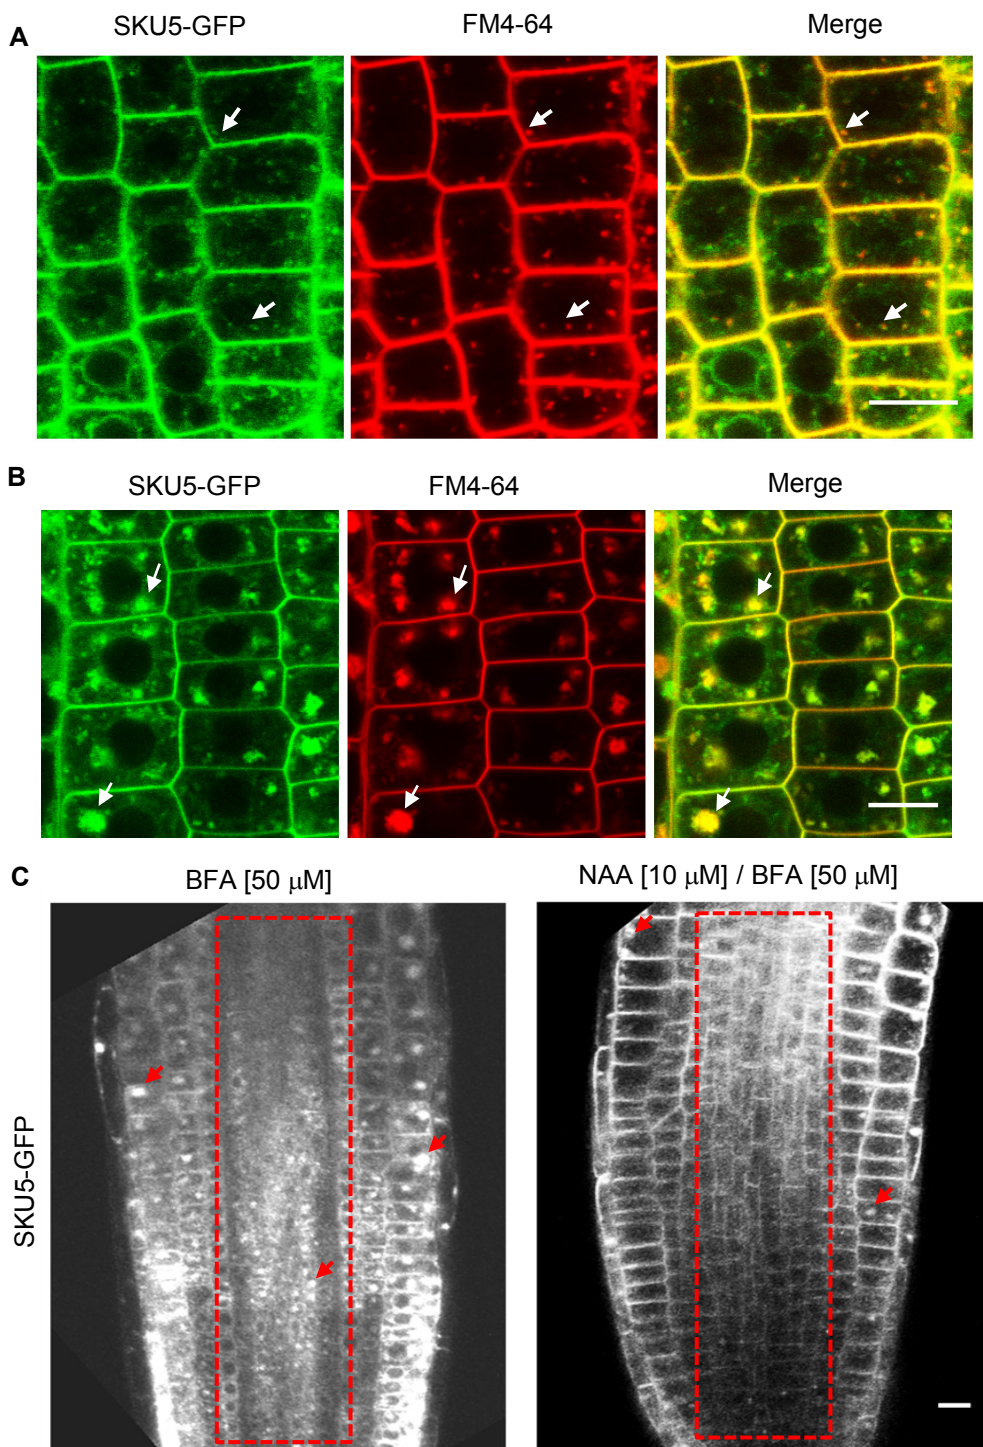 A
SKU5-GFP FM4-64 Merge
B
SKU5-GFP FM4-64 Merge
C
BFA [50 μM] NAA [10 μM] / BFA [50 μM]
SKU5-GFP